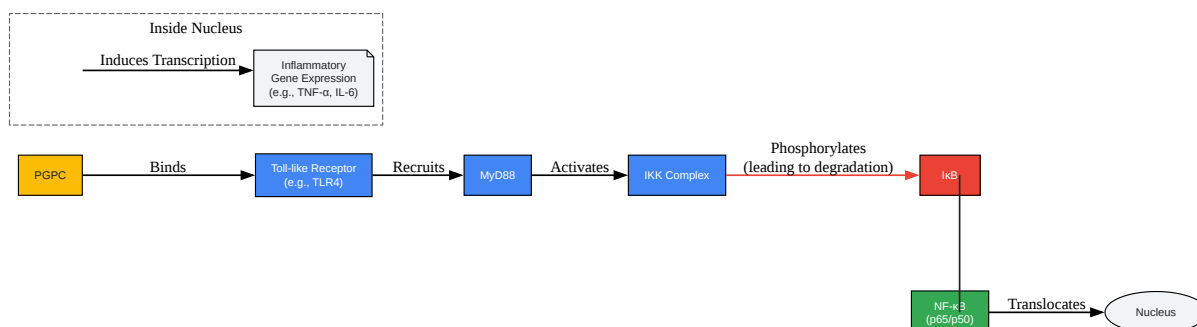 Inside Nucleus
Induces Transcription
Inflammatory
Gene Expression
(e.g., TNF-α, IL-6)
PGPC
Binds
Toll-like Receptor
(e.g., TLR4)
Recruits
MyD88
Activates
IKK Complex
Phosphorylates
(leading to degradation)
IκB
NF-κB
(p65/p50)
Translocates
Nucleus